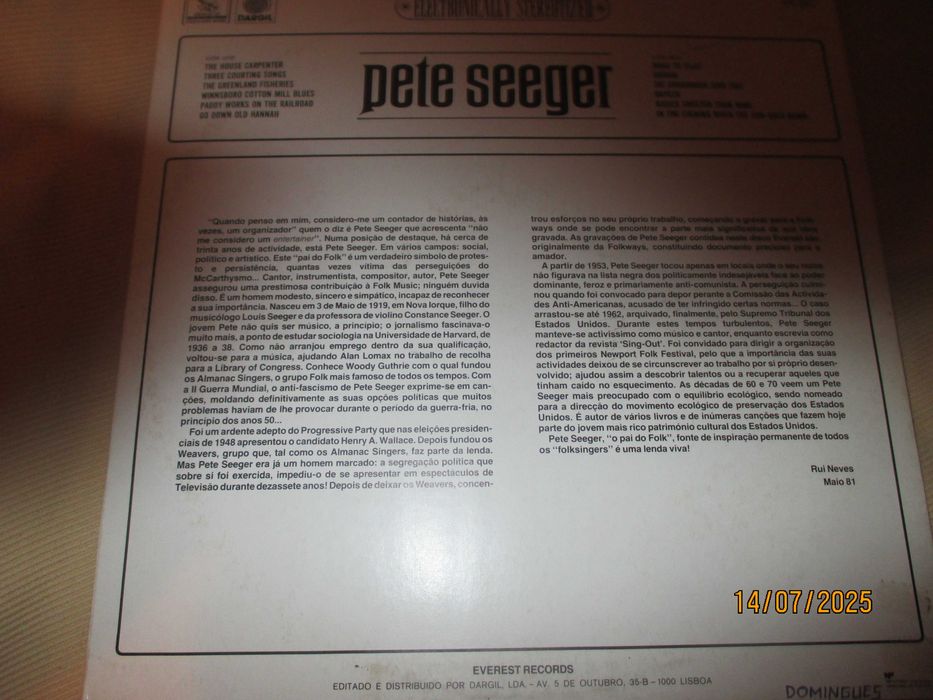 ELECTRONICALLY STEREOPHONIZED
DARGIL
THE HOUSE CARPENTER
THREE COURTING SONGS
THE GREENLAND FISHERIES
WINNSBORO COTTON MILL BLUES
PADDY WORKS ON THE RAILROAD
GO DOWN OLD HANNAH
pete seeger
"Quando penso em mim, considero-me um contador de histórias, às
vezes, um organizador" quem o diz é Pete Seeger que acrescenta "não
me considero um entertainer". Numa posição de destaque, há cerca de
trinta anos de actividade, está Pete Seeger. Em vários campos: social,
político e artístico. Este "pai do Folk" é um verdadeiro símbolo de protes-
to e persistência, quantas vezes vítima das perseguições do
McCarthysmo... Cantor, instrumentista, compositor, autor, Pete Seeger
assegurou uma prestimosa contribuição à Folk Music; ninguém duvida
disso. É um homem modesto, sincero e simpático, incapaz de reconhecer
a sua importância. Nasceu em 3 de Maio de 1919, em Nova Iorque, filho do
musicólogo Louis Seeger e da professora de violino Constance Seeger. O
jovem Pete não quis ser músico, a princípio; o jornalismo fascinava-o
muito mais, a ponto de estudar sociologia na Universidade de Harvard, de
1936 a 38. Como não arranjou emprego dentro da sua qualificação,
voltou-se para a música, ajudando Alan Lomax no trabalho de recolha
para a Library of Congress. Conhece Woody Guthrie com o qual fundou
os Almanac Singers, o grupo Folk mais famoso de todos os tempos. Com
a II Guerra Mundial, o anti-fascismo de Pete Seeger exprime-se em can-
ções, moldando definitivamente as suas opções políticas que muitos
problemas haviam de lhe provocar durante o período da guerra-fria, no
princípio dos anos 50...
Foi um ardente adepto do Progressive Party que nas eleições presiden-
ciais de 1948 apresentou o candidato Henry A. Wallace. Depois fundou os
Weavers, grupo que, tal como os Almanac Singers, faz parte da lenda.
Mas Pete Seeger era já um homem marcado: a segregação política que
sobre si foi exercida, impediu-o de se apresentar em espectáculos de
Televisão durante dezassete anos! Depois de deixar os Weavers, concen-
trou esforços no seu próprio trabalho, começando a gravar para a Folk-
ways onde se pode encontrar a parte mais significativa da sua obra
gravada. As gravações de Pete Seeger contidas neste disco provêm
originalmente da Folkways, constituindo documento precioso para o
amador.
A partir de 1953, Pete Seeger tocou apenas em locais onde o seu nome
não figurava na lista negra dos politicamente indesejáveis face ao poder
dominante, feroz e primariamente anti-comunista. A perseguição culmi-
nou quando foi convocado para depor perante a Comissão das Activida-
des Anti-Americanas, acusado de ter infringido certas normas... O caso
arrastou-se até 1962, arquivado, finalmente, pelo Supremo Tribunal dos
Estados Unidos. Durante estes tempos turbulentos, Pete Seeger
manteve-se activíssimo como músico e cantor, enquanto escrevia como
redactor da revista 'Sing-Out'. Foi convidado para dirigir a organização
dos primeiros Newport Folk Festival, pelo que a importância das suas
actividades deixou de se circunscrever ao trabalho por si próprio desen-
volvido; ajudou assim a descobrir talentos ou a recuperar aqueles que
tinham caído no esquecimento. As décadas de 60 e 70 veem um Pete
Seeger mais preocupado com o equilíbrio ecológico, sendo nomeado
para a direcção do movimento ecológico de preservação dos Estados
Unidos. É autor de vários livros e de inúmeras canções que fazem hoje
parte do jovem mais rico património cultural dos Estados Unidos.
Pete Seeger, "o pai do Folk", fonte de inspiração permanente de todos
os "folksingers" é uma lenda viva!
Rui Neves
Maio 81
14/07/2025
EVEREST RECORDS
EDITADO E DISTRIBUIDO POR DARGIL, LDA. - AV. 5 DE OUTUBRO, 35-B - 1000 LISBOA
DOMINGUES